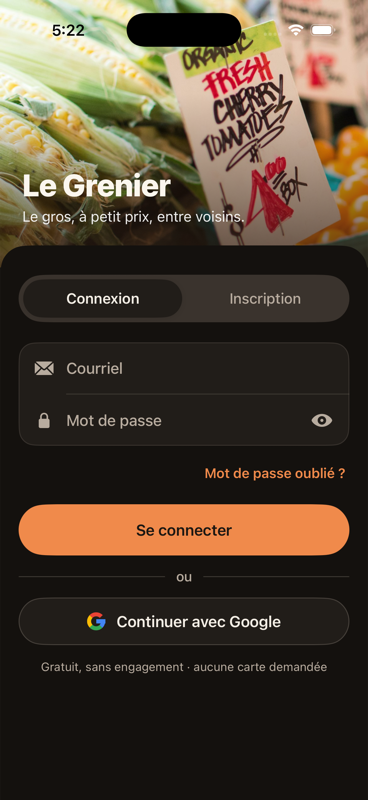 5:22
ORGANIC
FRESH
CHERRY
TOMATOES
BOX
Le Grenier
Le gros, à petit prix, entre voisins.
Connexion
Inscription
Courriel
Mot de passe
Mot de passe oublié ?
Se connecter
ou
Continuer avec Google
Gratuit, sans engagement · aucune carte demandée